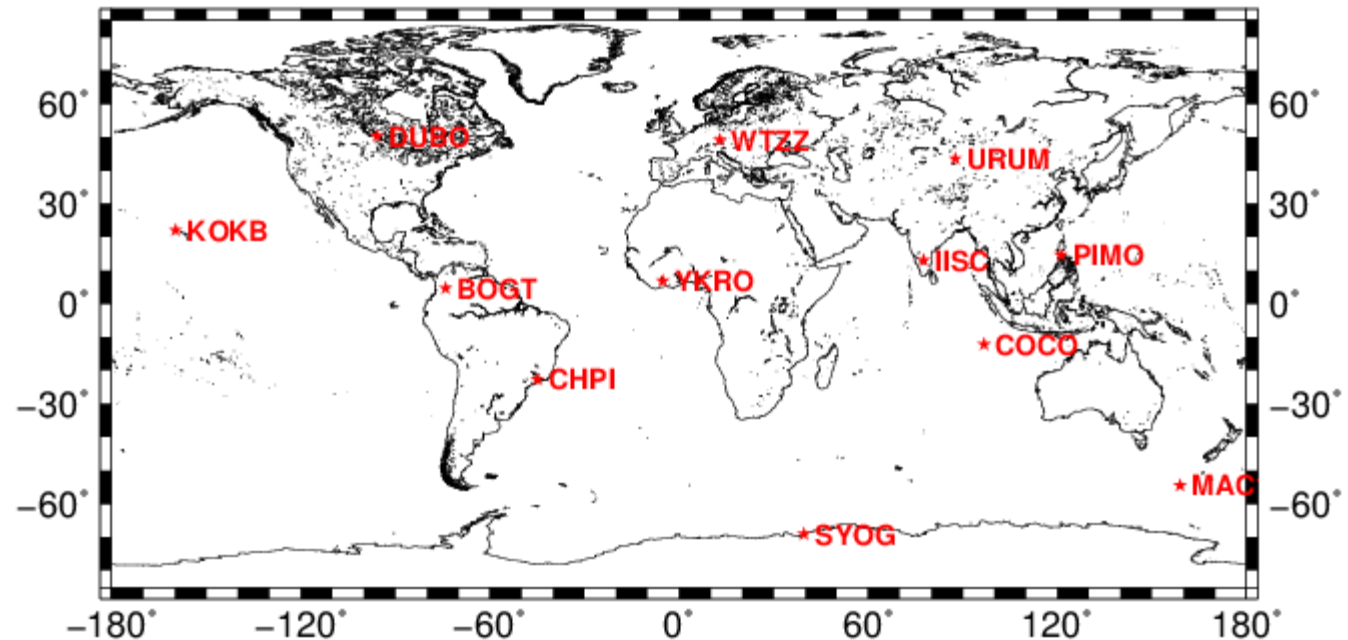 60° 60°
DUBO WTZZ
URUM
30° 30°
KOKB
IISC PIMO
BOGT YKRO
0° 0°
COCO
CHPI
−30° −30°
MAC
−60° −60°
SYOG
−180° −120° −60° 0° 60° 120° 180°